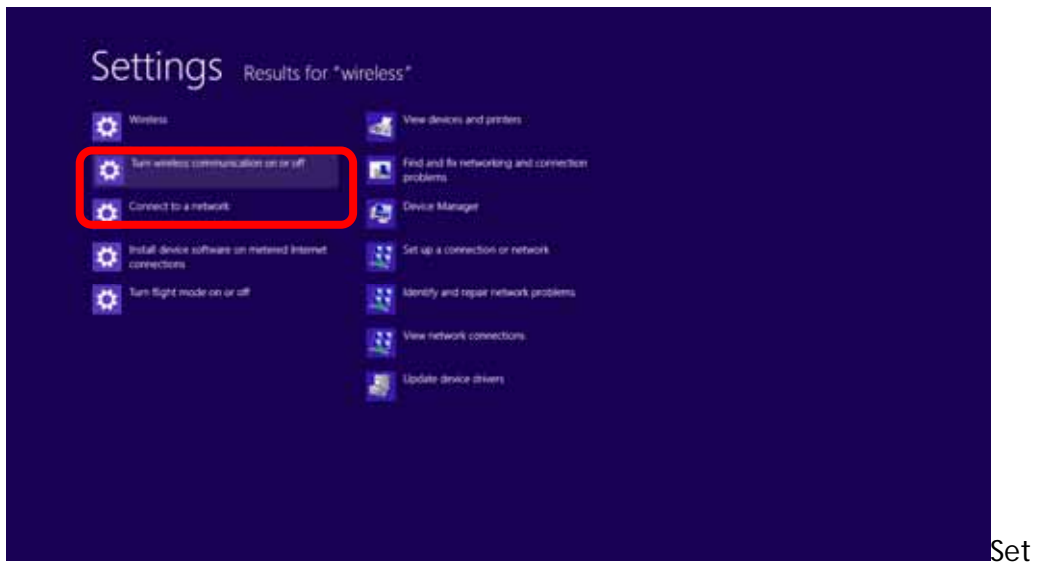 Settings Results for "wireless"
Wireless
Turn wireless communication on or off
Connect to a network
Install device software on metered Internet
connections
Turn flight mode on or off
View devices and printers
Find and fix networking and connection
problems
Device Manager
Set up a connection or network
Identify and repair network problems
View network connections
Update device drivers
Set